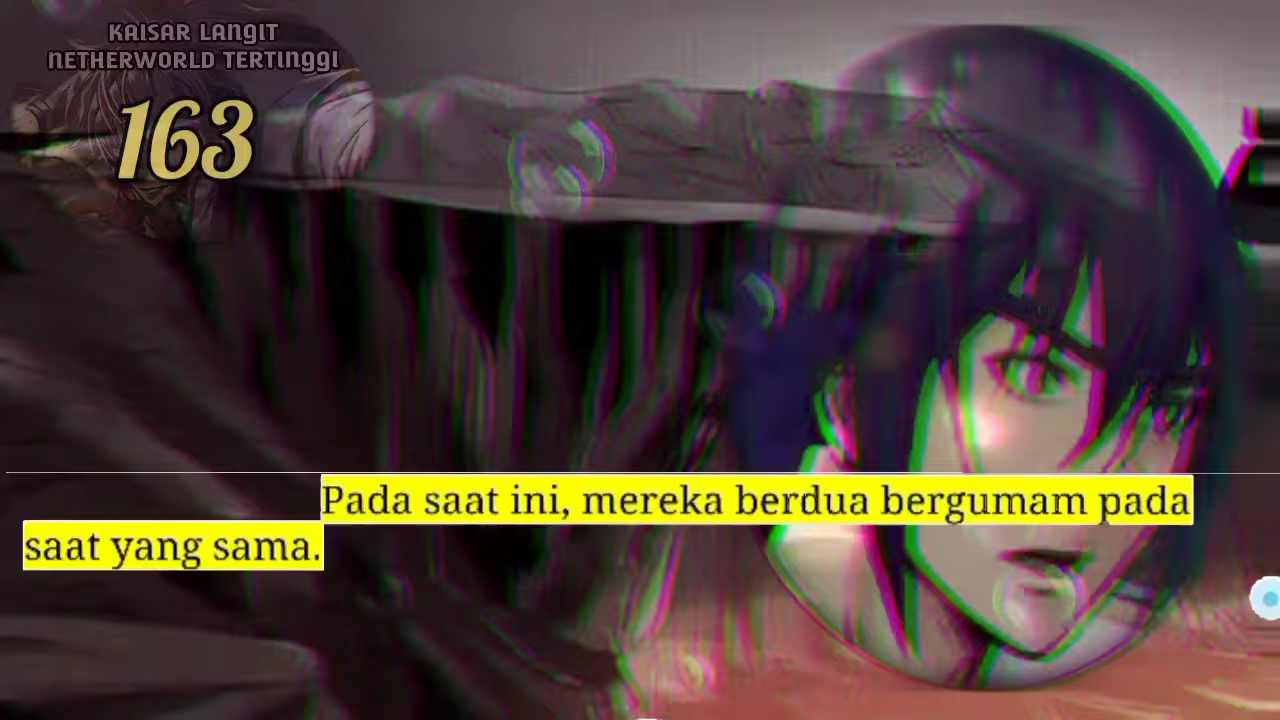 KAISAR LANGIT
NETHERWORLD TERTINGGI
163
Pada saat ini, mereka berdua bergumam pada
saat yang sama.